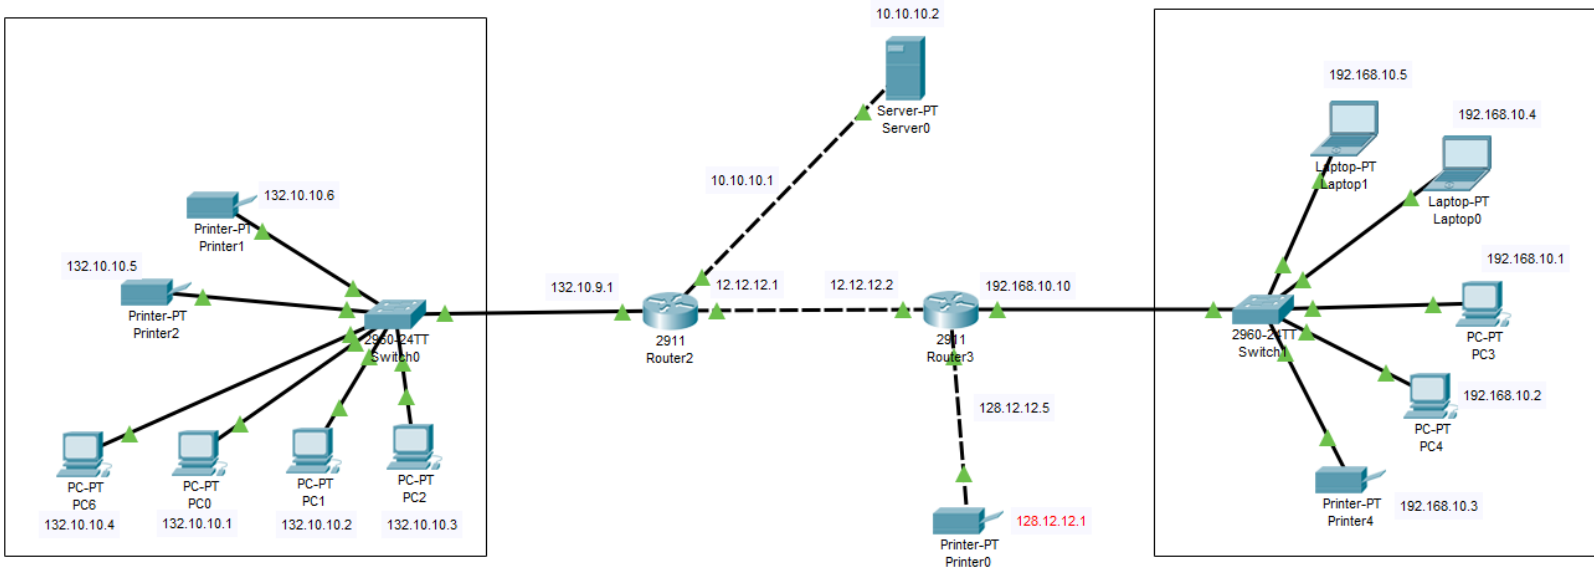 10.10.10.2
Server-PT
Server0
10.10.10.1
132.10.10.6
Printer-PT
Printer1
132.10.10.5
Printer-PT
Printer2
2960-24TT
Switch0
PC-PT
PC6
132.10.10.4
PC-PT
PC0
132.10.10.1
PC-PT
PC1
132.10.10.2
PC-PT
PC2
132.10.10.3
132.10.9.1
2911
Router2
12.12.12.1
12.12.12.2
2911
Router3
192.168.10.10
128.12.12.5
128.12.12.1
Printer-PT
Printer0
192.168.10.5
Laptop-PT
Laptop1
192.168.10.4
Laptop-PT
Laptop0
192.168.10.1
PC-PT
PC3
2960-24TT
Switch1
192.168.10.2
PC-PT
PC4
Printer-PT
Printer4
192.168.10.3